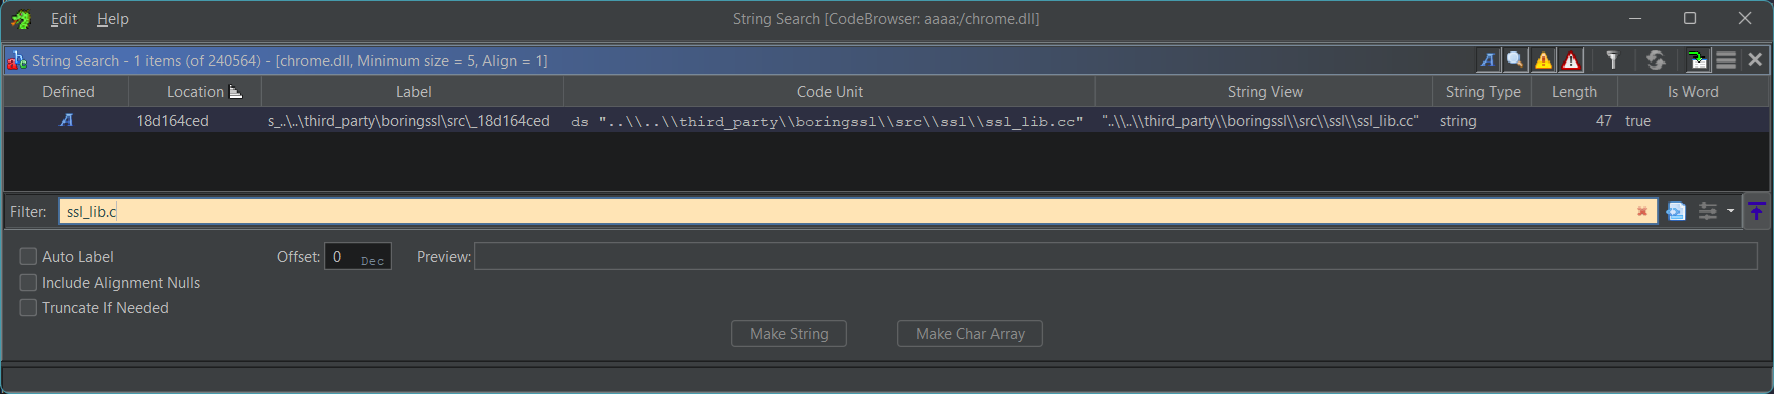 Edit Help String Search [CodeBrowser: aaaa:/chrome.dll]
String Search - 1 items (of 240564) - [chrome.dll, Minimum size = 5, Align = 1]
Defined Location Label Code Unit String View String Type Length Is Word
A 18d164ced s_..\..\third_party\boringssl\src\_18d164ced ds "..\\..\\third_party\\boringssl\\src\\ssl\\ssl_lib.cc" "..\\..\\third_party\\boringssl\\src\\ssl\\ssl_lib.cc" string 47 true
Filter: ssl_lib.c
Auto Label Offset: 0 Dec Preview:
Include Alignment Nulls
Truncate If Needed
Make String Make Char Array